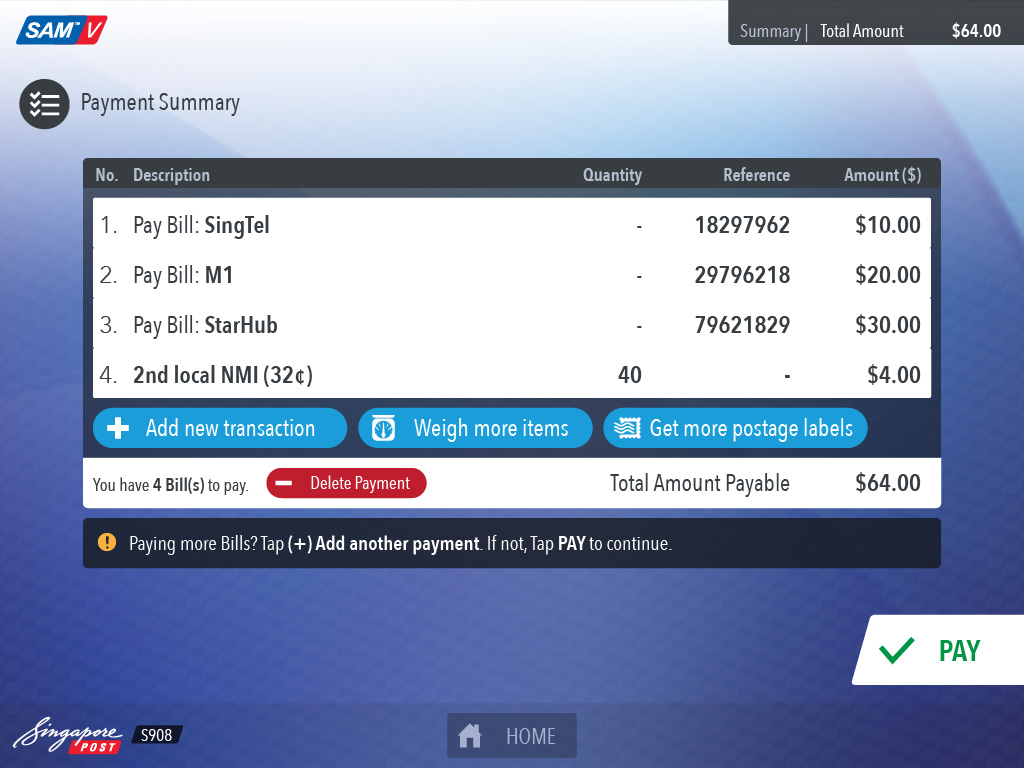 SAM™ V
Summary | Total Amount $64.00
Payment Summary
No. Description Quantity Reference Amount ($)
1. Pay Bill: SingTel - 18297962 $10.00
2. Pay Bill: M1 - 29796218 $20.00
3. Pay Bill: StarHub - 79621829 $30.00
4. 2nd local NMI (32¢) 40 - $4.00
Add new transaction Weigh more items Get more postage labels
You have 4 Bill(s) to pay. Delete Payment Total Amount Payable $64.00
Paying more Bills? Tap (+) Add another payment. If not, Tap PAY to continue.
PAY
Singapore POST S908 HOME